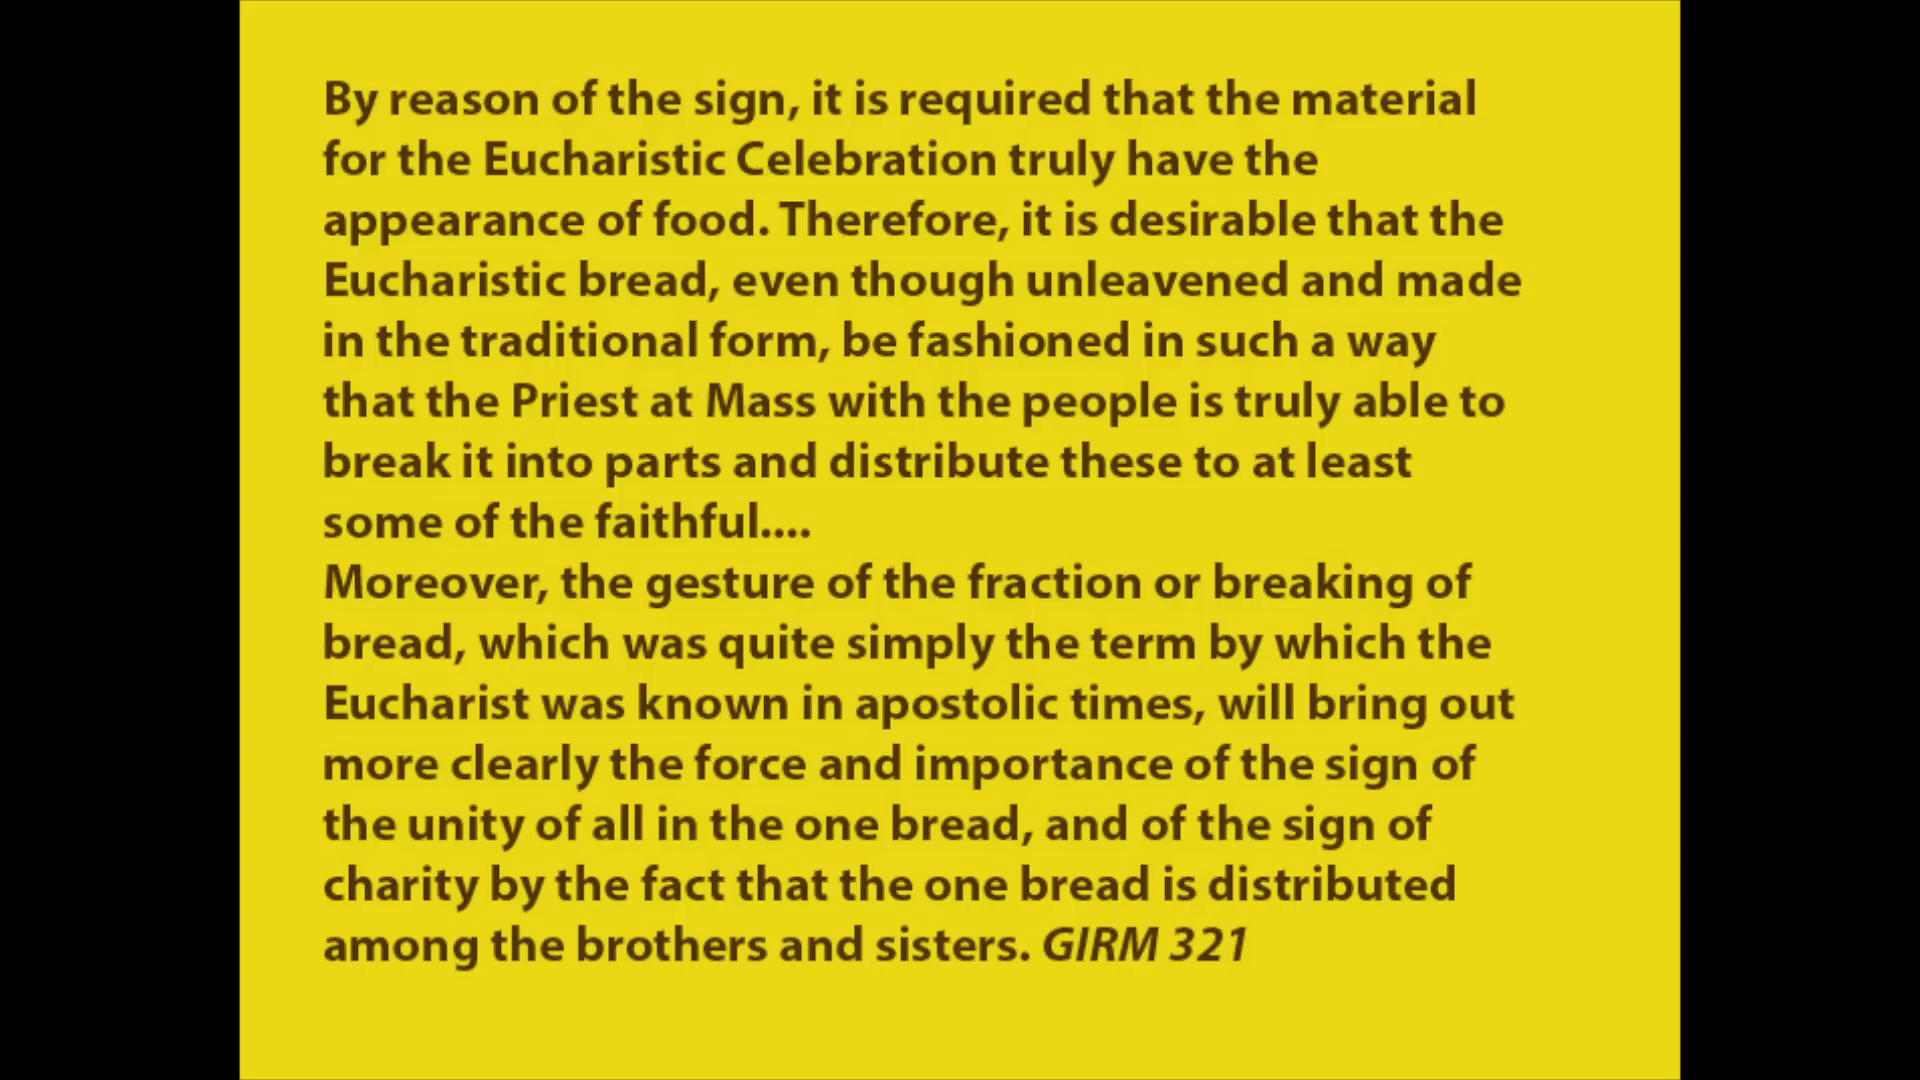 By reason of the sign, it is required that the material
for the Eucharistic Celebration truly have the
appearance of food. Therefore, it is desirable that the
Eucharistic bread, even though unleavened and made
in the traditional form, be fashioned in such a way
that the Priest at Mass with the people is truly able to
break it into parts and distribute these to at least
some of the faithful....
Moreover, the gesture of the fraction or breaking of
bread, which was quite simply the term by which the
Eucharist was known in apostolic times, will bring out
more clearly the force and importance of the sign of
the unity of all in the one bread, and of the sign of
charity by the fact that the one bread is distributed
among the brothers and sisters. GIRM 321